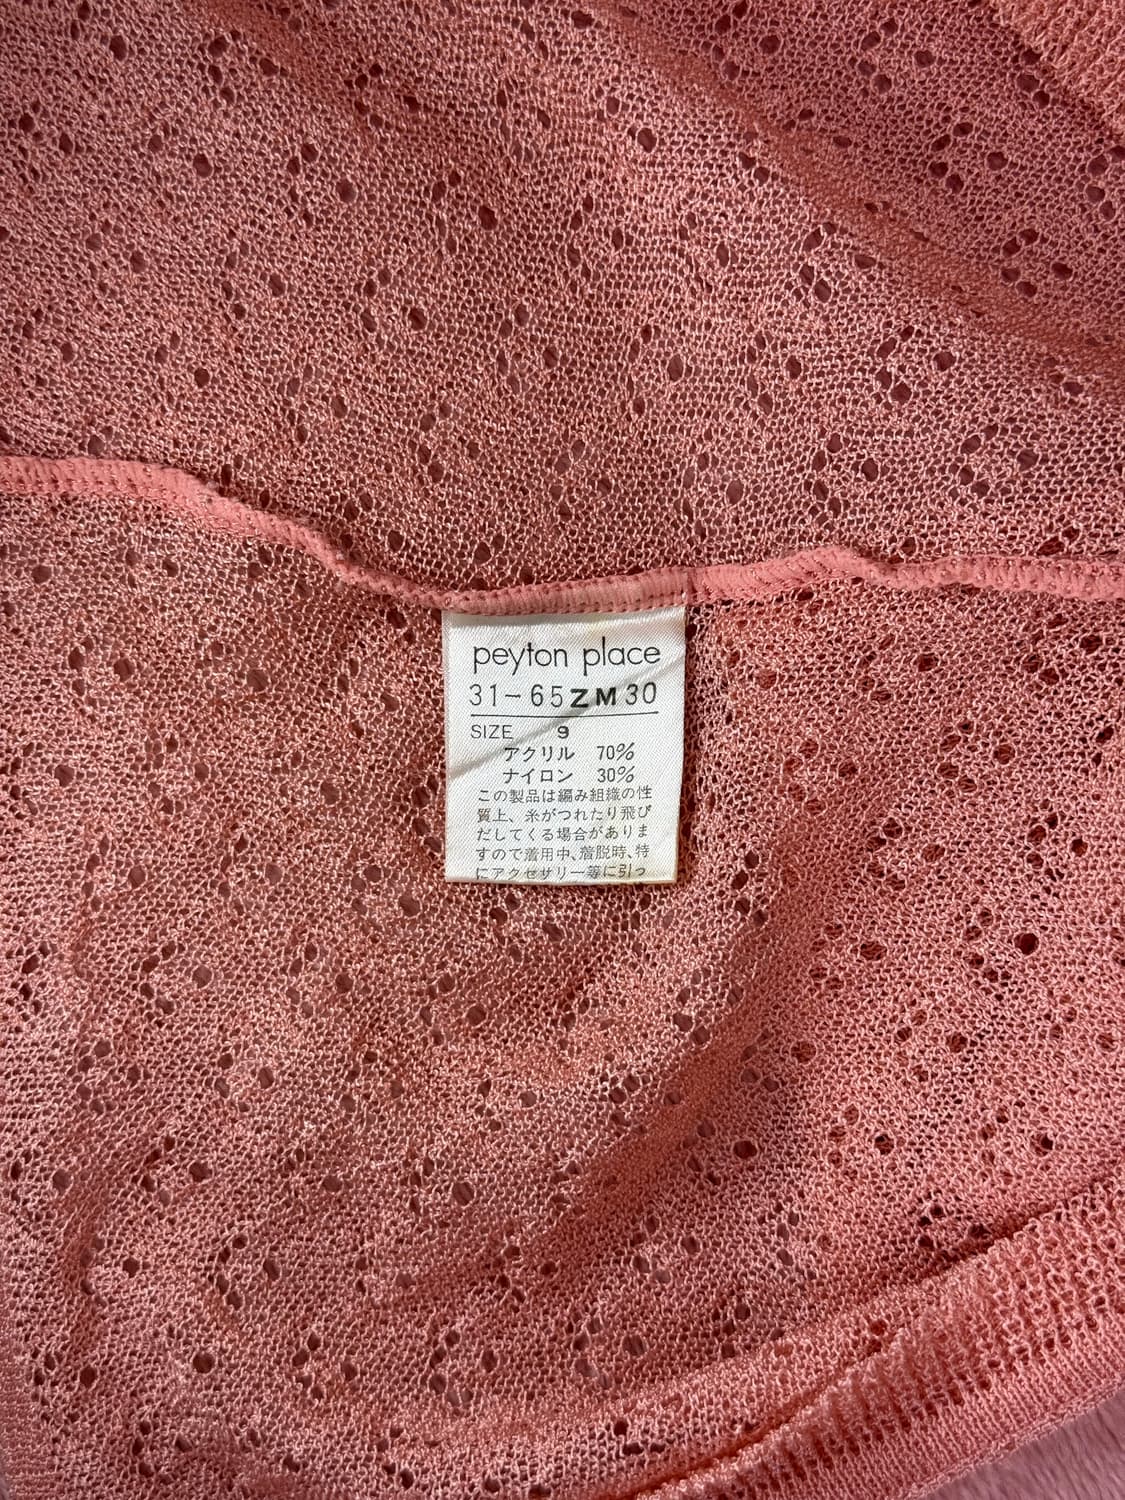 peyton place
31-65ZM30
SIZE 9
アクリル 70%
ナイロン 30%
この製品は編み組織の性
質上、糸がつれたり飛び
だしてくる場合がありま
すので着用中、着脱時、特
にアクセサリー等に引っ